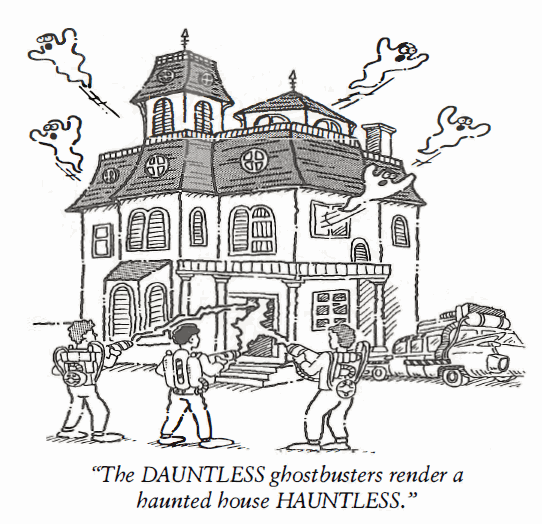 “The DAUNTLESS ghostbusters render a
haunted house HAUNTLESS.”